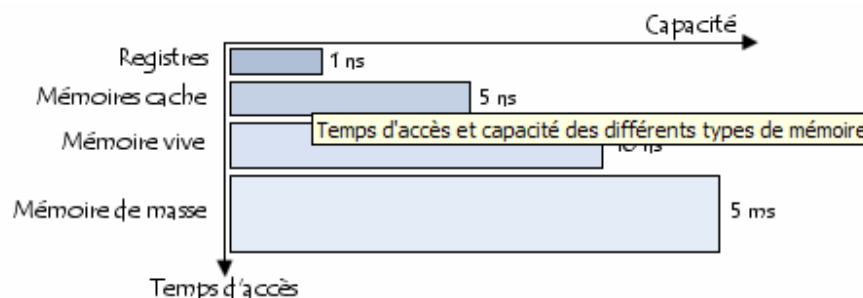 Capacité
Registres 1 ns
Mémoires cache 5 ns
Temps d'accès et capacité des différents types de mémoire
Mémoire vive ns
Mémoire de masse 5 ms
Temps d'accès